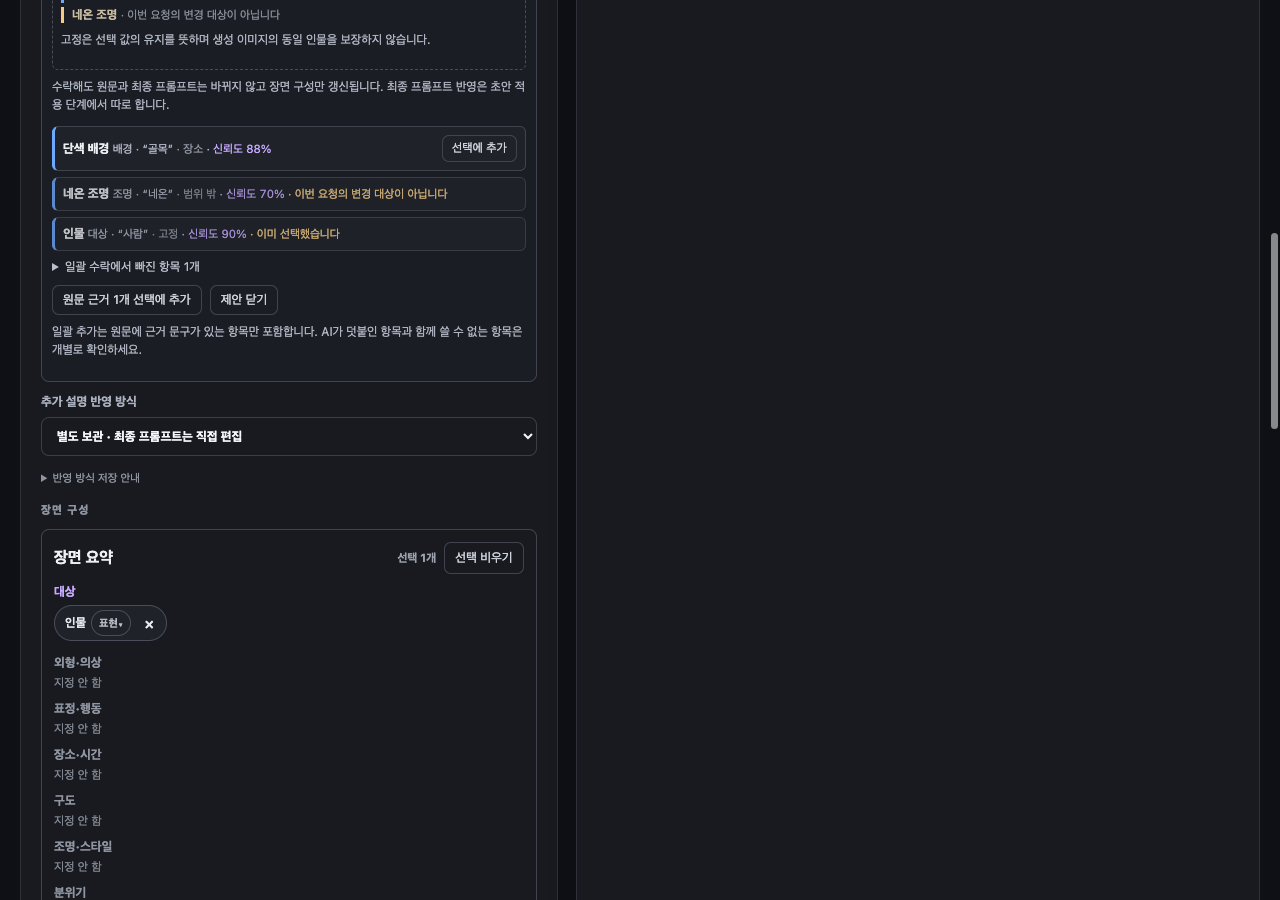 네온 조명 · 이번 요청의 변경 대상이 아닙니다
고정은 선택 값의 유지를 뜻하며 생성 이미지의 동일 인물을 보장하지 않습니다.
수락해도 원문과 최종 프롬프트는 바뀌지 않고 장면 구성만 갱신됩니다. 최종 프롬프트 반영은 초안 적
용 단계에서 따로 합니다.
단색 배경 배경 · “골목” · 장소 · 신뢰도 88% 선택에 추가
네온 조명 조명 · “네온” · 범위 밖 · 신뢰도 70% · 이번 요청의 변경 대상이 아닙니다
인물 대상 · “사람” · 고정 · 신뢰도 90% · 이미 선택했습니다
▶ 일괄 수락에서 빠진 항목 1개
원문 근거 1개 선택에 추가 제안 닫기
일괄 추가는 원문에 근거 문구가 있는 항목만 포함합니다. AI가 덧붙인 항목과 함께 쓸 수 없는 항목은
개별로 확인하세요.
추가 설명 반영 방식
별도 보관 · 최종 프롬프트는 직접 편집
▶ 반영 방식 저장 안내
장면 구성
장면 요약 선택 1개 선택 비우기
대상
인물 표현▾ ×
외형·의상
지정 안 함
표정·행동
지정 안 함
장소·시간
지정 안 함
구도
지정 안 함
조명·스타일
지정 안 함
분위기